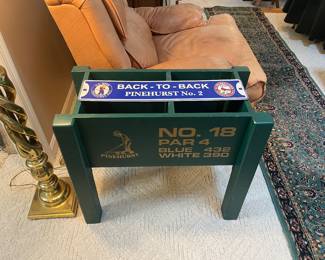 BACK - TO - BACK
PINEHURST No. 2
NO. 18
PAR 4
BLUE 432
WHITE 390
PINEHURST